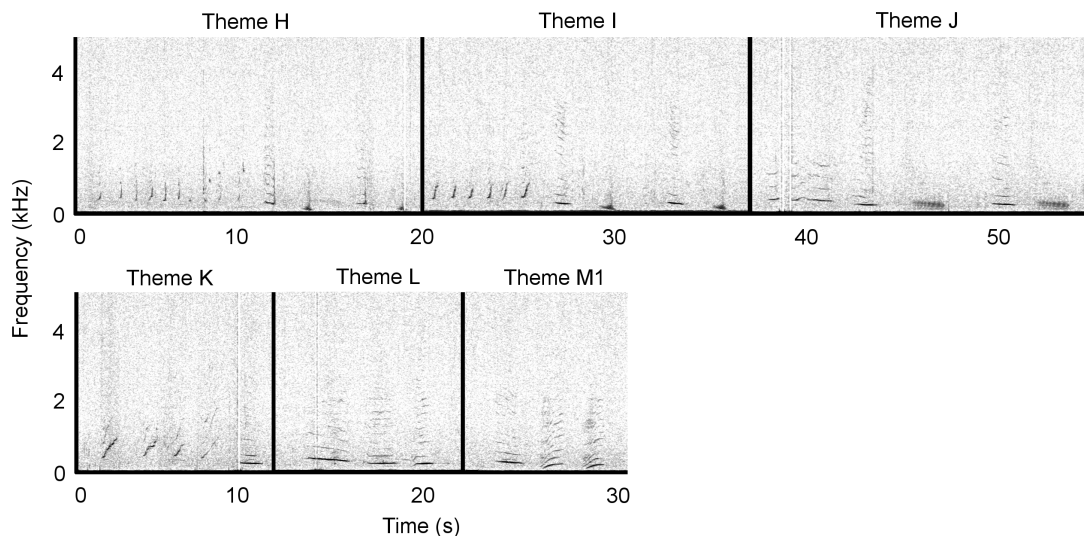 Theme H Theme I Theme J
4
2
0
0 10 20 30 40 50
Theme K Theme L Theme M1
4
2
0
0 10 20 30
Frequency (kHz)
Time (s)